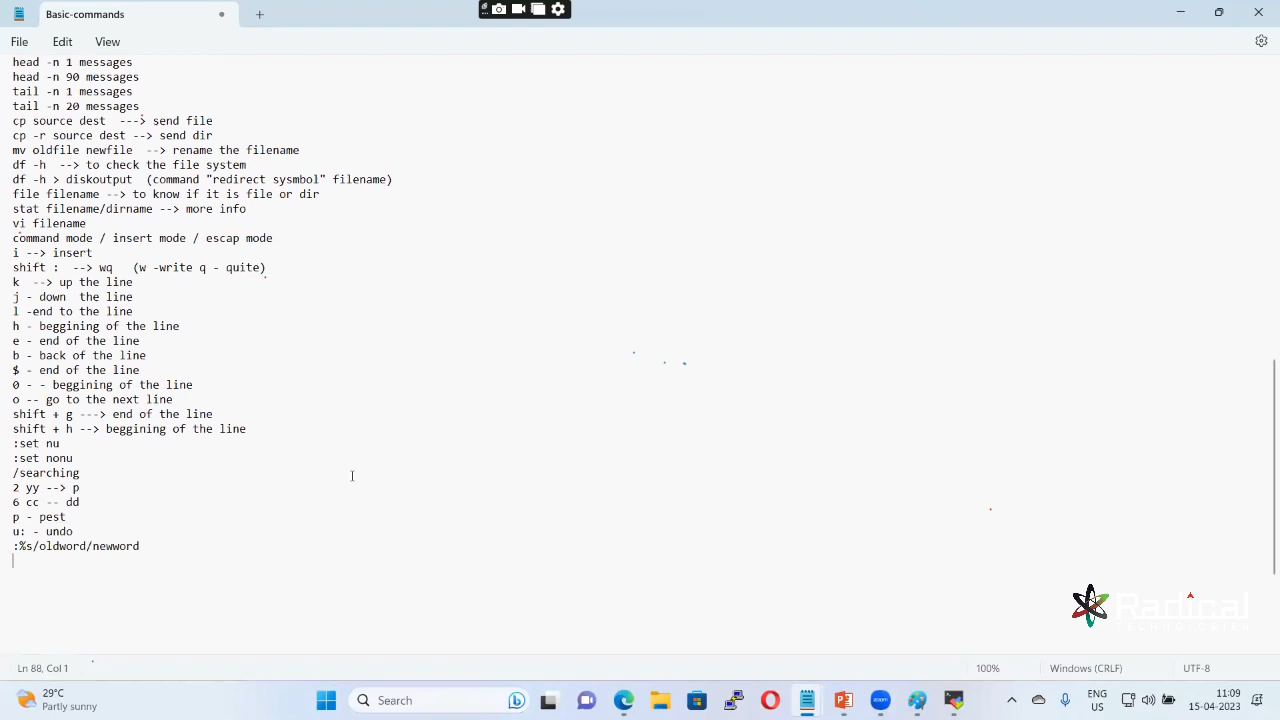 Basic-commands
File Edit View
head -n 1 messages
head -n 90 messages
tail -n 1 messages
tail -n 20 messages
cp source dest ---> send file
cp -r source dest --> send dir
mv oldfile newfile --> rename the filename
df -h --> to check the file system
df -h > diskoutput (command "redirect sysmbol" filename)
file filename --> to know if it is file or dir
stat filename/dirname --> more info
vi filename
command mode / insert mode / escap mode
i --> insert
shift : --> wq (w -write q - quite)
k --> up the line
j - down the line
l -end to the line
h - beggining of the line
e - end of the line
b - back of the line
$ - end of the line
0 - - beggining of the line
o -- go to the next line
shift + g ---> end of the line
shift + h --> beggining of the line
:set nu
:set nonu
/searching
2 yy --> p
6 cc -- dd
p - pest
u: - undo
:%s/oldword/newword
Radical
TECHNOLOGIES
Ln 88, Col 1 100% Windows (CRLF) UTF-8
29°C
Partly sunny
Search
ENG
US
11:09
15-04-2023